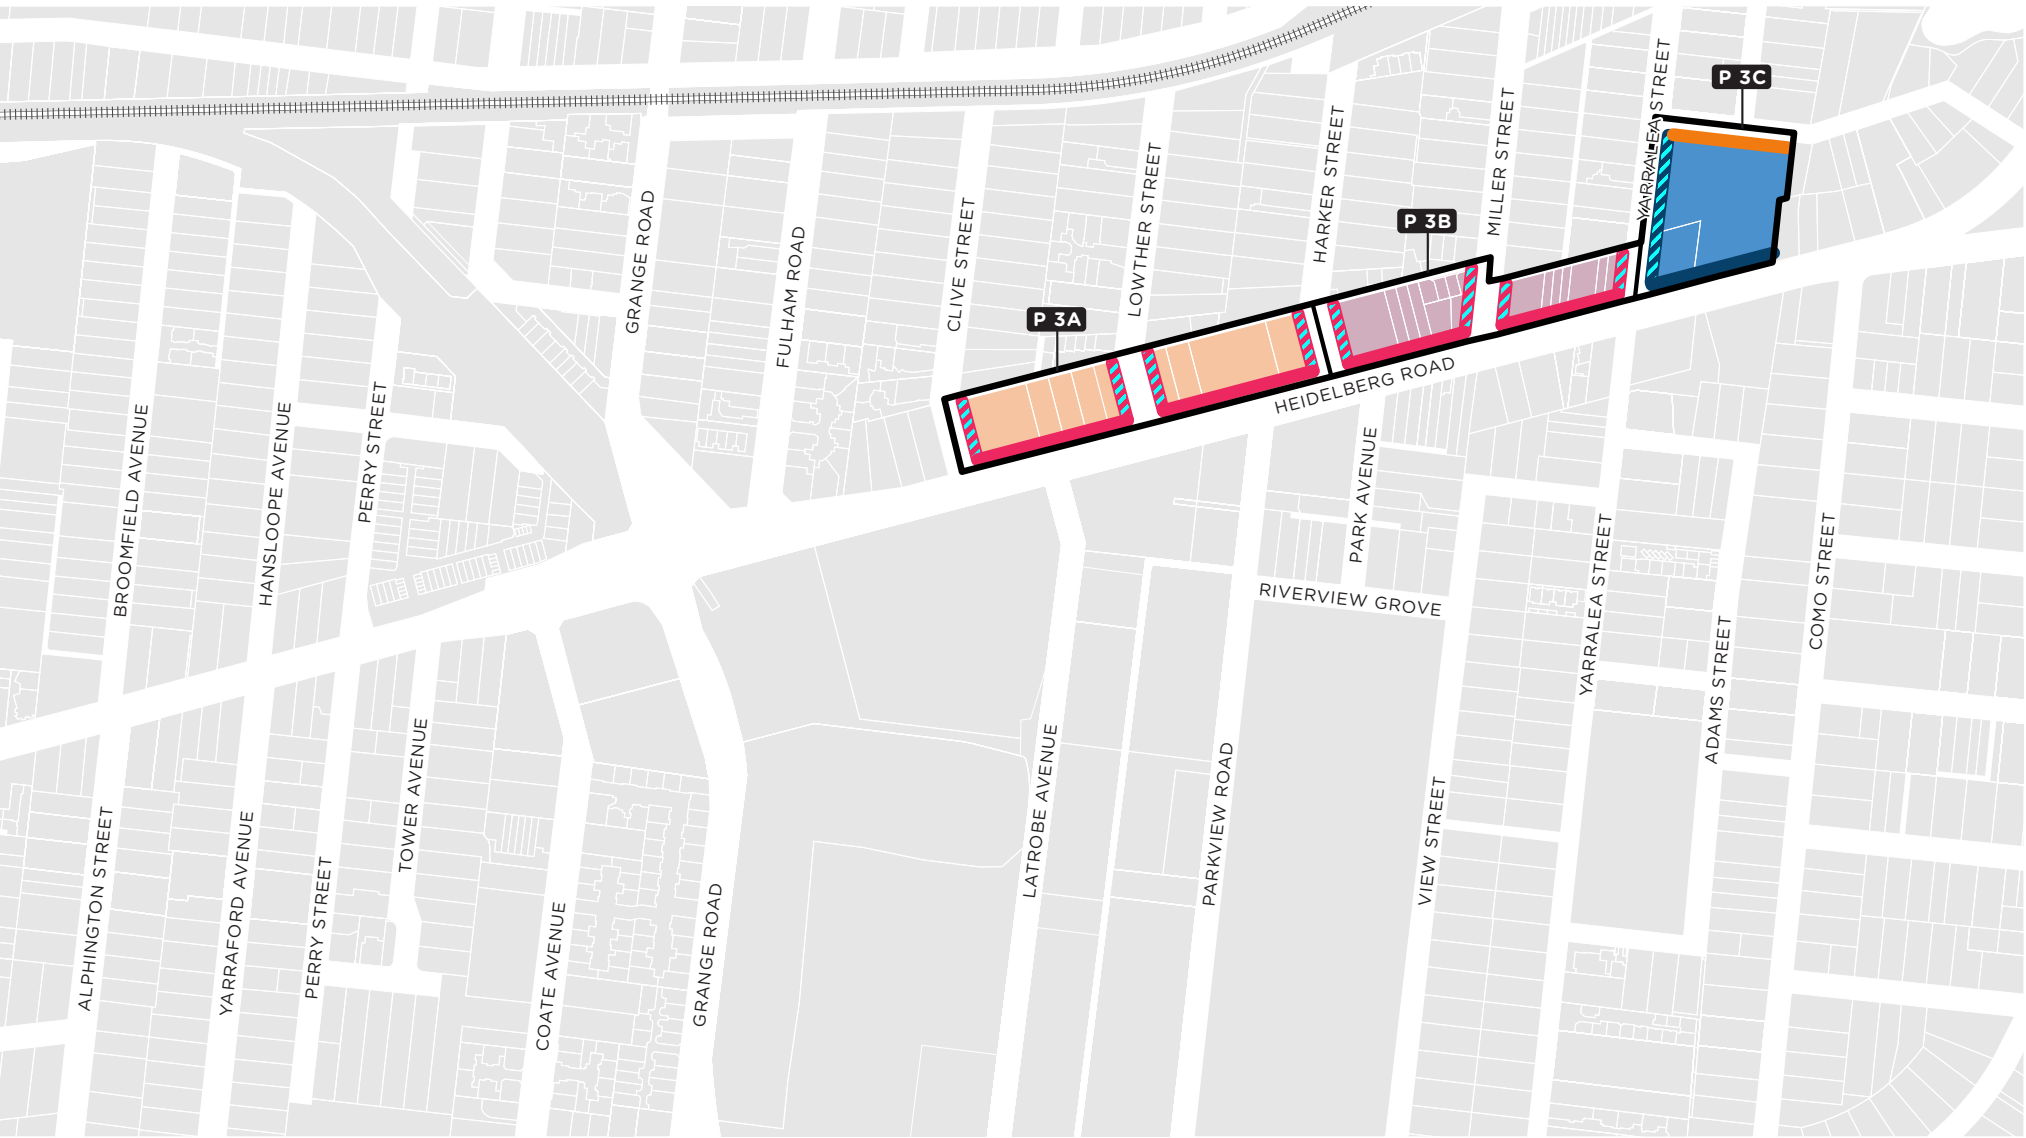 YARRALEA STREET
P 3C
MILLER STREET
HARKER STREET
LOWTHER STREET
P 3B
GRANGE ROAD
CLIVE STREET
FULHAM ROAD
P 3A
HEIDELBERG ROAD
PERRY STREET
BROOMFIELD AVENUE
HANSLOOPE AVENUE
PARK AVENUE
RIVERVIEW GROVE
YARRALEA STREET
COMO STREET
ADAMS STREET
TOWER AVENUE
LATROBE AVENUE
PARKVIEW ROAD
VIEW STREET
ALPHINGTON STREET
YARRAFORD AVENUE
PERRY STREET
COATE AVENUE
GRANGE ROAD